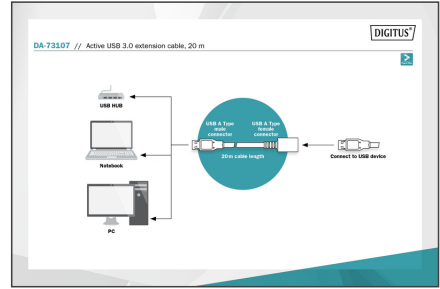 DIGITUS®
DA-73107 // Active USB 3.0 extension cable, 20 m
USB HUB
USB A Type
male
connector
USB A Type
female
connector
20m cable length
Notebook
Connect to USB device
PC